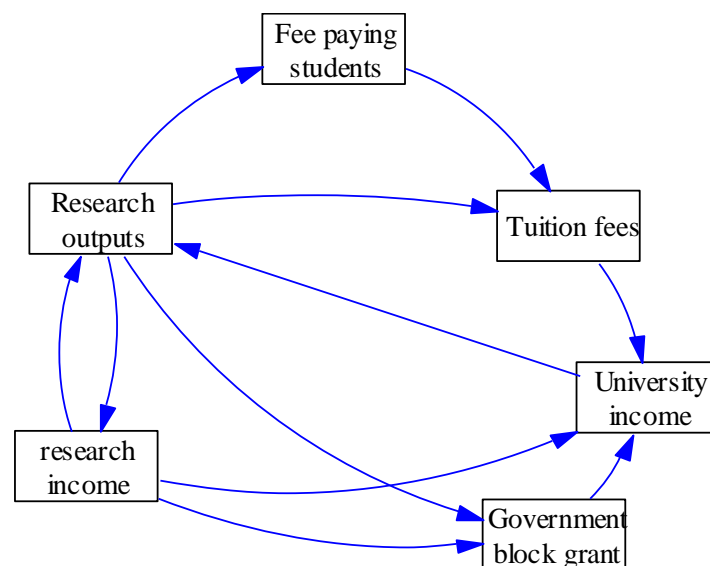 Fee paying
students
Research
outputs
Tuition fees
University
income
research
income
Government
block grant